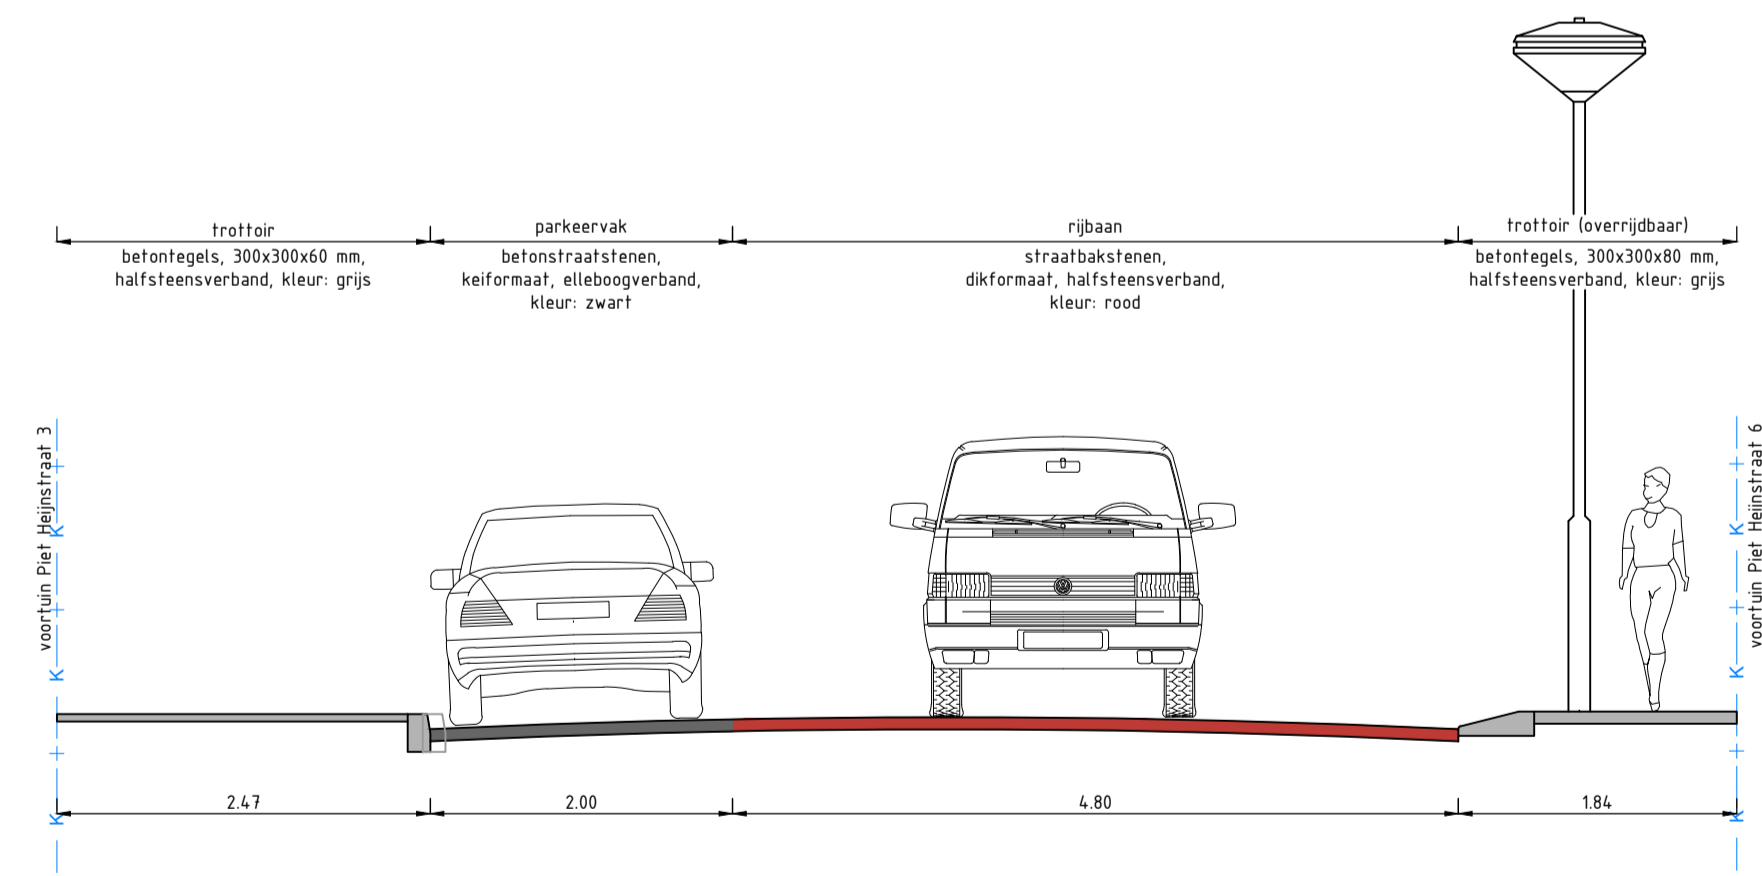 trottoir
betontegels, 300x300x60 mm,
halfsteensverband, kleur: grijs
parkeervak
betonstraatstenen,
keiformaat, elleboogverband,
kleur: zwart
rijbaan
straatbakstenen,
dikformaat, halfsteensverband,
kleur: rood
trottoir (overrijdbaar)
betontegels, 300x300x80 mm,
halfsteensverband, kleur: grijs
voortuin Piet Heijnstraat 3
K
K
K
voortuin Piet Heijnstraat 6
K
K
K
2.47
2.00
4.80
1.84